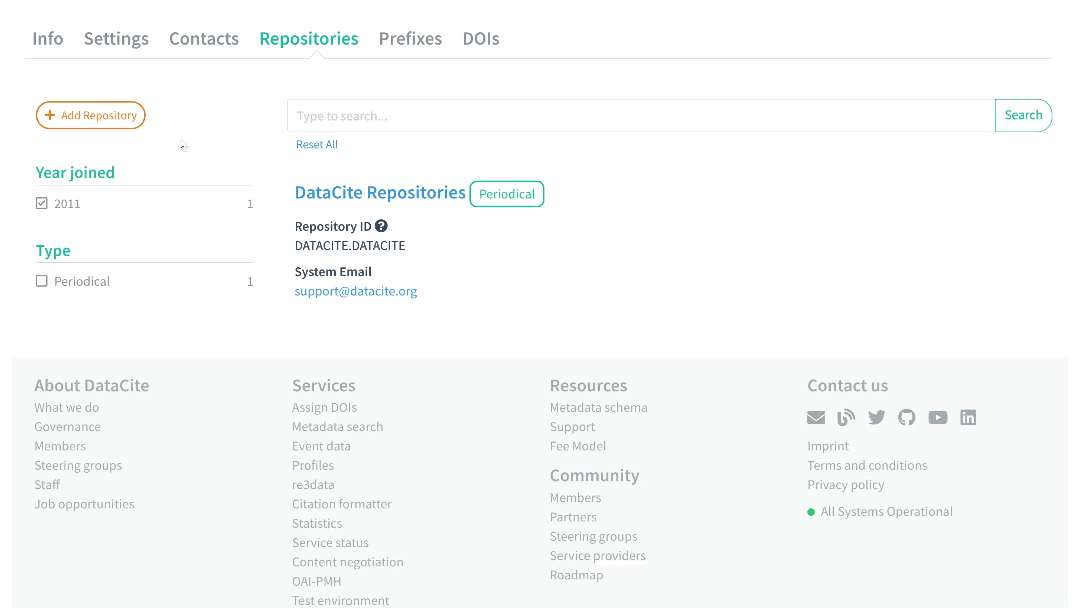 Info Settings Contacts Repositories Prefixes DOIs
Add Repository
Type to search...
Search
Reset All
Year joined
2011 1
Type
Periodical 1
DataCite Repositories Periodical
Repository ID
DATACITE.DATACITE
System Email
support@datacite.org
About DataCite
What we do
Governance
Members
Steering groups
Staff
Job opportunities
Services
Assign DOIs
Metadata search
Event data
Profiles
re3data
Citation formatter
Statistics
Service status
Content negotiation
OAI-PMH
Test environment
Resources
Metadata schema
Support
Fee Model
Community
Members
Partners
Steering groups
Service providers
Roadmap
Contact us
Imprint
Terms and conditions
Privacy policy
All Systems Operational